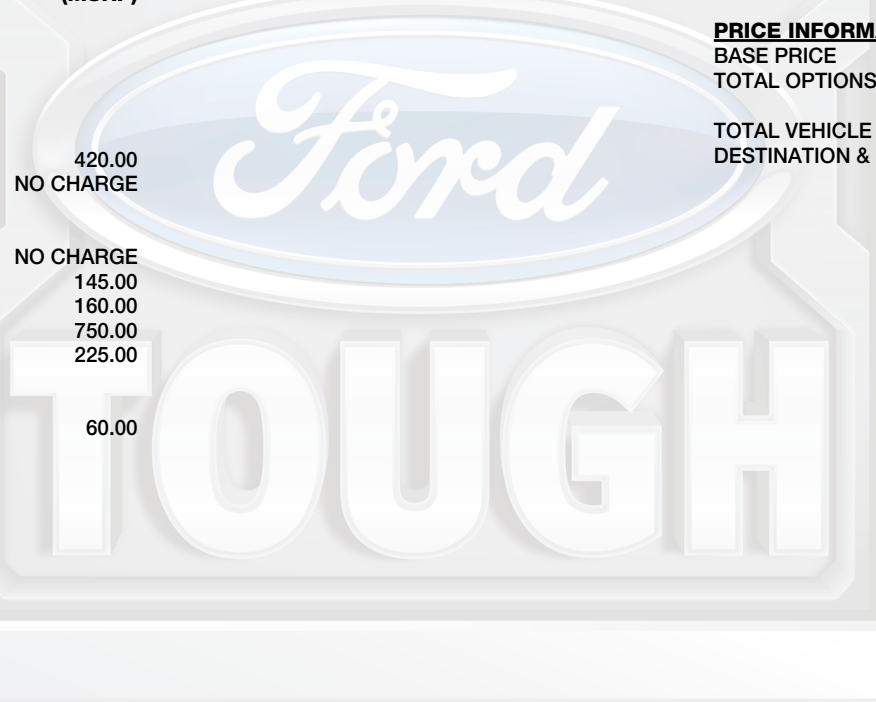 (MSRP)
420.00
NO CHARGE
NO CHARGE
145.00
160.00
750.00
225.00
60.00
PRICE INFORM
BASE PRICE
TOTAL OPTIONS
TOTAL VEHICLE
DESTINATION &
Ford
TOUGH